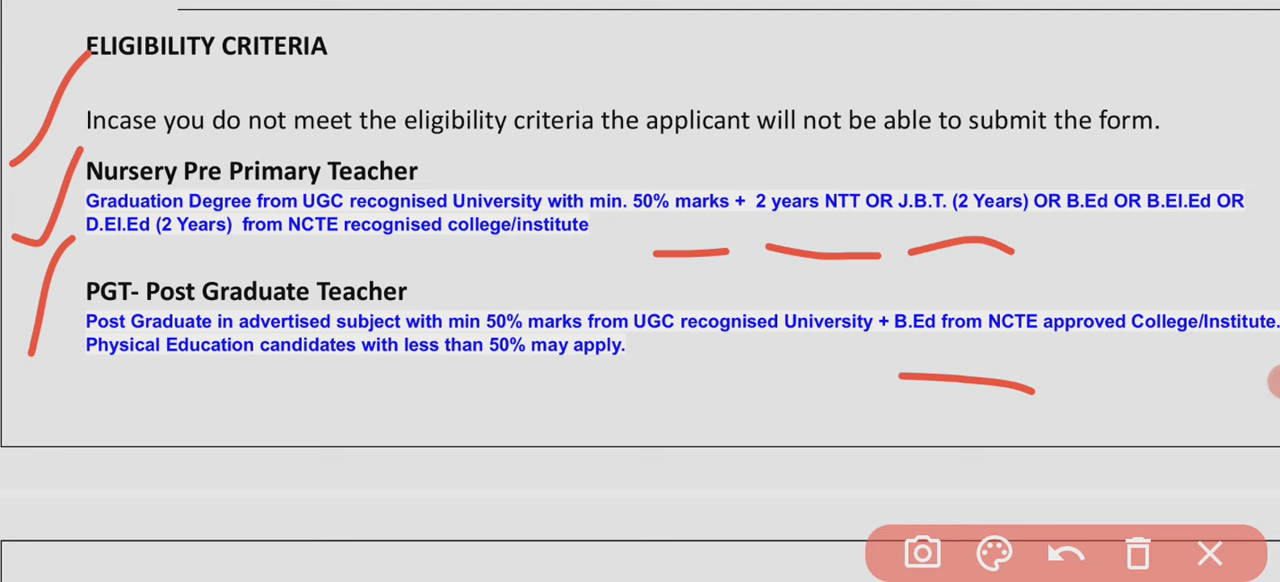 ELIGIBILITY CRITERIA
Incase you do not meet the eligibility criteria the applicant will not be able to submit the form.
Nursery Pre Primary Teacher
Graduation Degree from UGC recognised University with min. 50% marks + 2 years NTT OR J.B.T. (2 Years) OR B.Ed OR B.El.Ed OR
D.El.Ed (2 Years) from NCTE recognised college/institute
PGT- Post Graduate Teacher
Post Graduate in advertised subject with min 50% marks from UGC recognised University + B.Ed from NCTE approved College/Institute.
Physical Education candidates with less than 50% may apply.